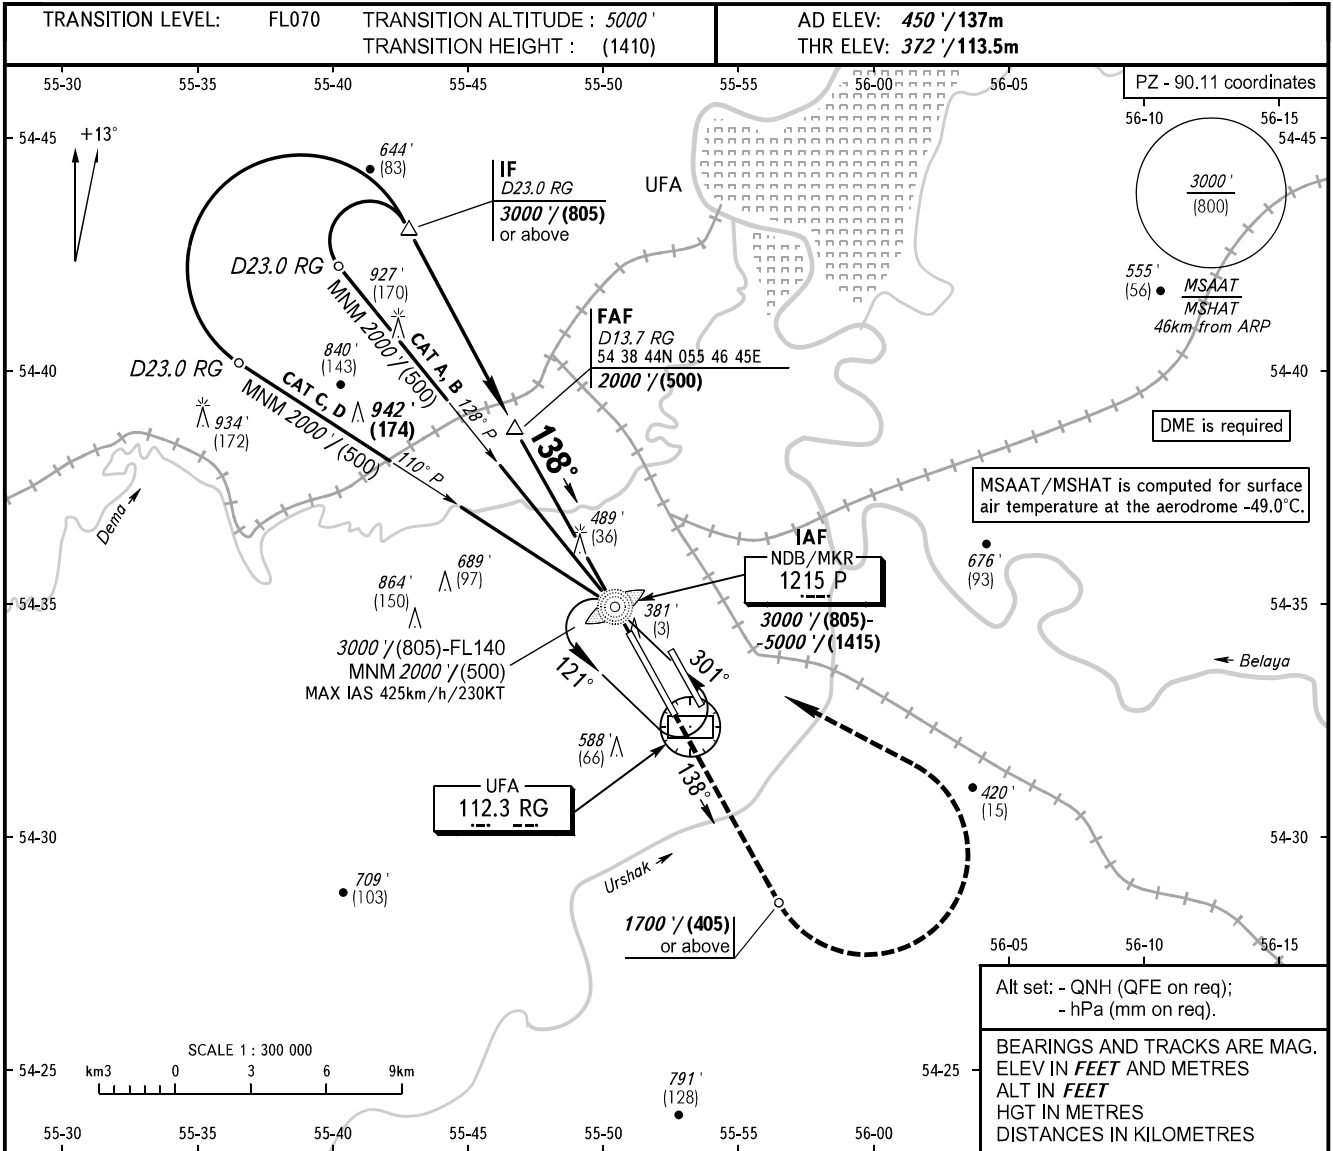 TRANSITION LEVEL: FL070 TRANSITION ALTITUDE : 5000 '
TRANSITION HEIGHT : (1410)
AD ELEV: 450 '/137m
THR ELEV: 372 '/113.5m
55-30 55-35 55-40 55-45 55-50 55-55 56-00 56-05
PZ - 90.11 coordinates
56-10 56-15
54-45 54-45
+13°
644 '
(83)
IF
D23.0 RG
3000 '/(805)
or above
UFA
3000 '
(800)
MSAAT
MSHAT
46km from ARP
555 '
(56)
D23.0 RG
927 '
(170)
MNM 2000 '/(500)
CAT A, B
128° P
FAF
D13.7 RG
54 38 44N 055 46 45E
2000 '/(500)
54-40 54-40
D23.0 RG
840 '
(143)
CAT C, D
MNM 2000 '/(500)
942 '
(174)
934 '
(172)
110° P
138°
DME is required
MSAAT/MSHAT is computed for surface
air temperature at the aerodrome -49.0°C.
Dema
489 '
(36)
IAF
NDB/MKR
1215 P
3000 '/(805)-
-5000 '/(1415)
676 '
(93)
689 '
(97)
864 '
(150)
54-35 54-35
381 '
(3)
3000 '/(805)-FL140
MNM 2000 '/(500)
MAX IAS 425km/h/230KT
121°
301°
Belaya
588 '
(66)
UFA
112.3 RG
138°
420 '
(15)
54-30 54-30
Urshak
709 '
(103)
1700 '/(405)
or above
56-05 56-10 56-15
Alt set: - QNH (QFE on req);
- hPa (mm on req).
BEARINGS AND TRACKS ARE MAG.
ELEV IN FEET AND METRES
ALT IN FEET
HGT IN METRES
DISTANCES IN KILOMETRES
SCALE 1 : 300 000
km3 0 3 6 9km
54-25 54-25
791 '
(128)
55-30 55-35 55-40 55-45 55-50 55-55 56-00